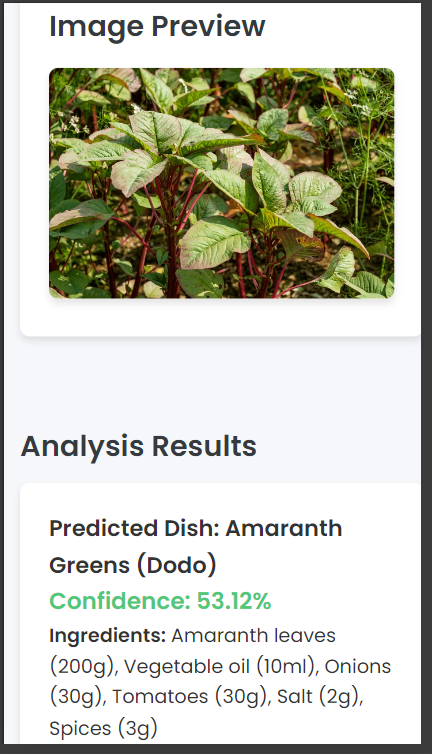 Image Preview
Analysis Results
Predicted Dish: Amaranth
Greens (Dodo)
Confidence: 53.12%
Ingredients: Amaranth leaves
(200g), Vegetable oil (10ml), Onions
(30g), Tomatoes (30g), Salt (2g),
Spices (3g)